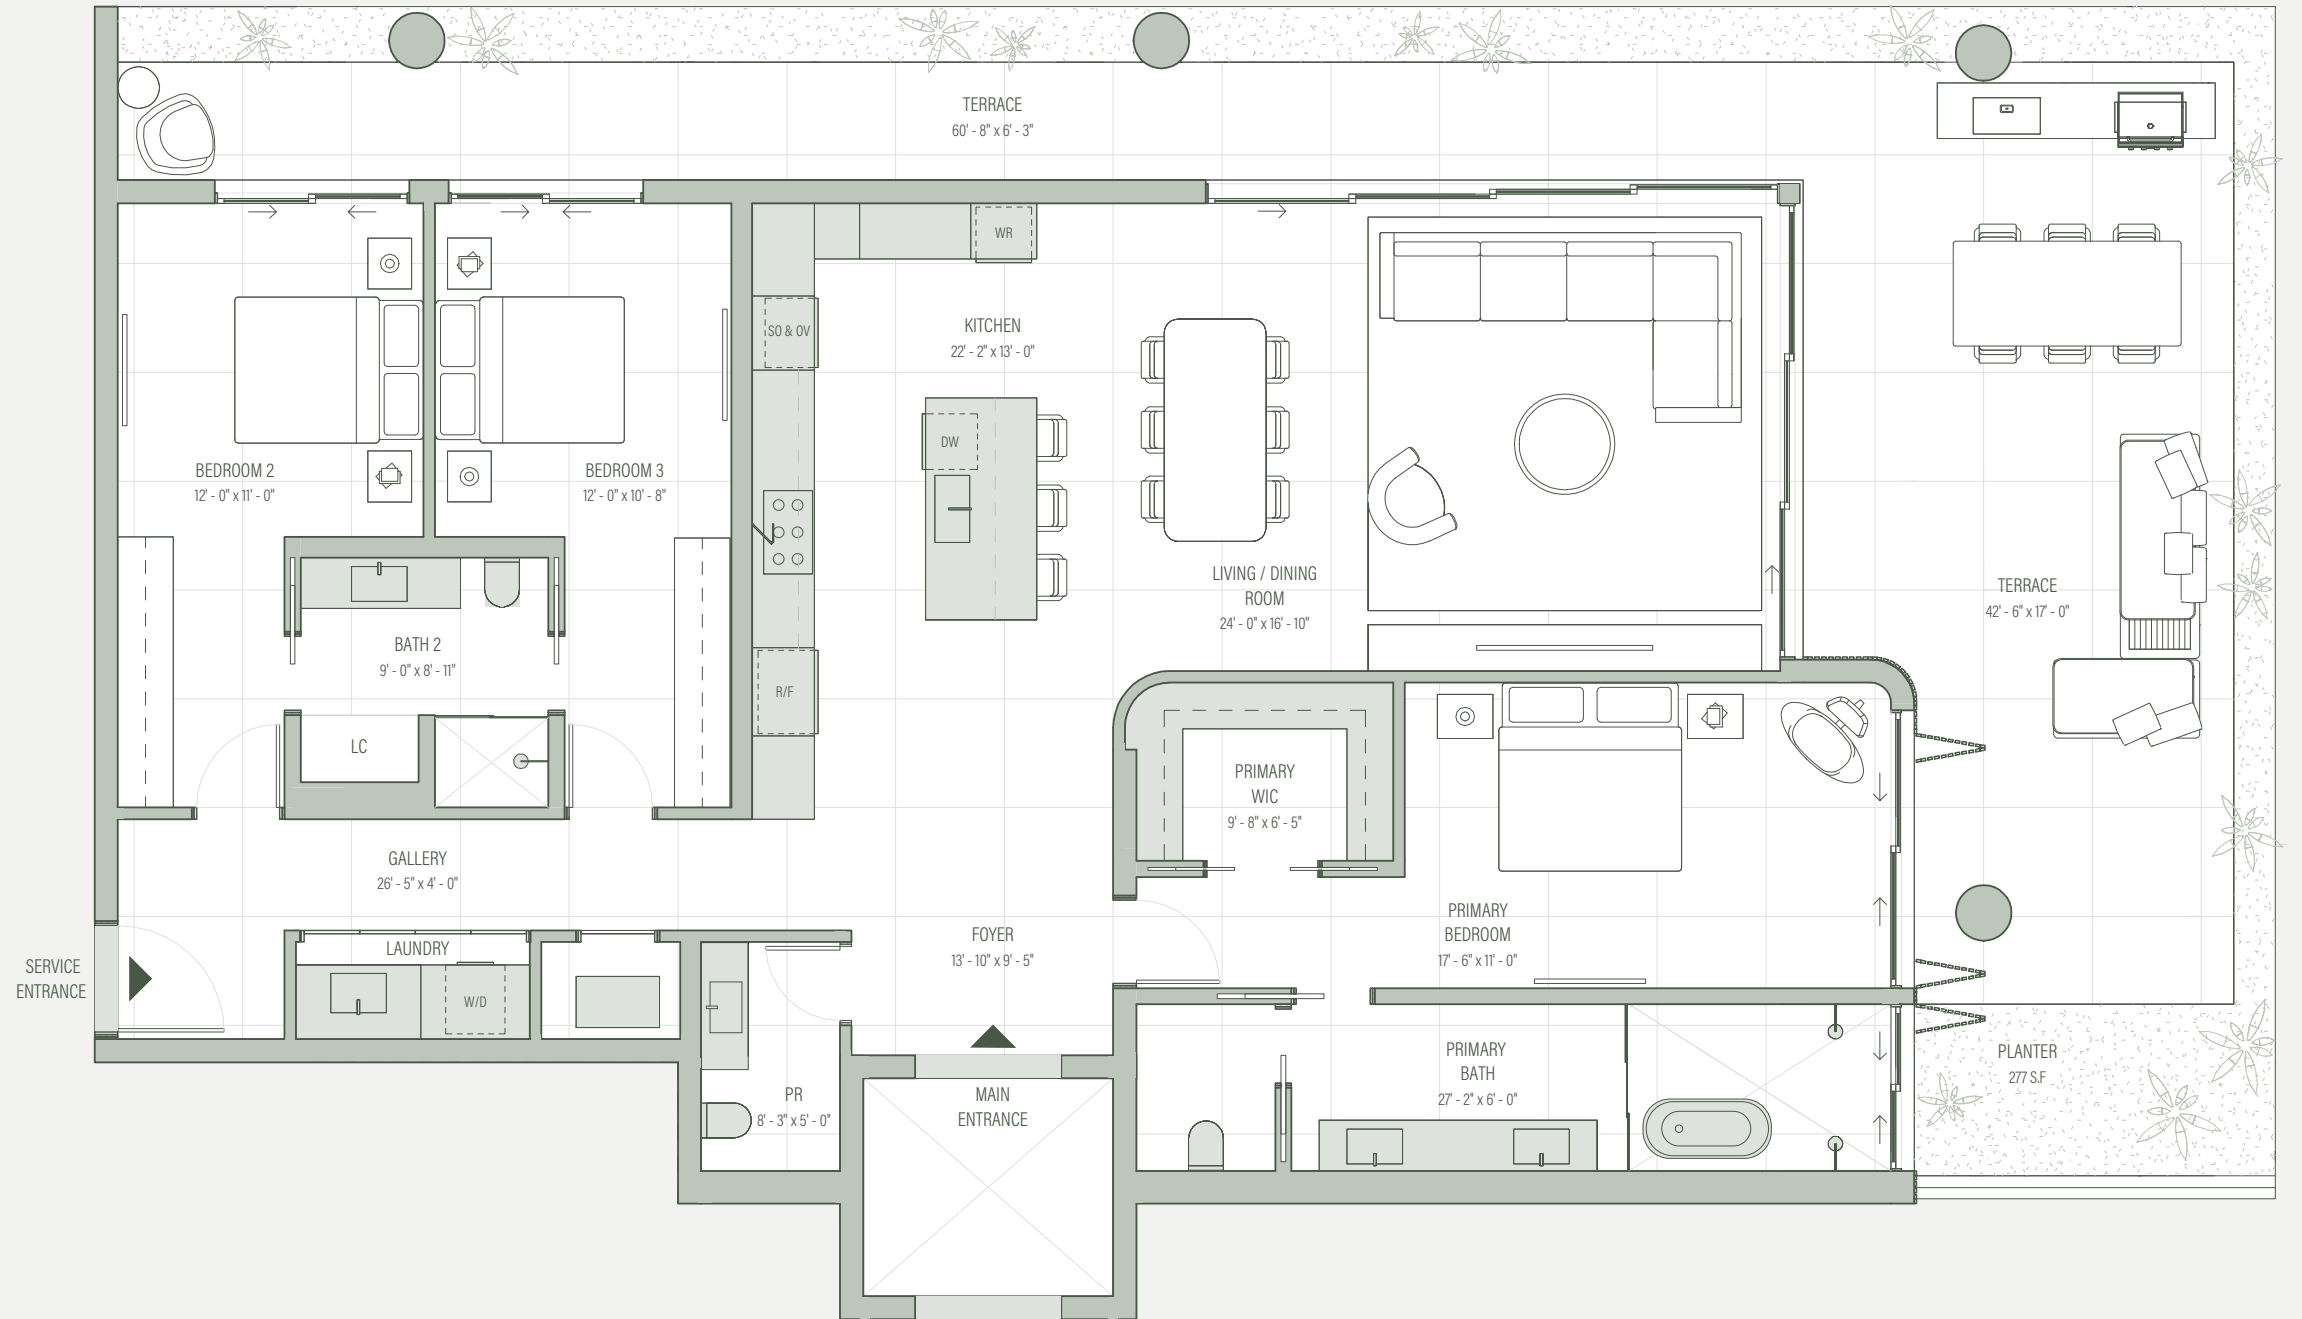 TERRACE
60' - 8" x 6' - 3"
WR
SO & OV
KITCHEN
22' - 2" x 13' - 0"
DW
BEDROOM 2
12' - 0" x 11' - 0"
BEDROOM 3
12' - 0" x 10' - 8"
LIVING / DINING
ROOM
24' - 0" x 16' - 10"
TERRACE
42' - 6" x 17' - 0"
BATH 2
9' - 0" x 8' - 11"
R/F
LC
PRIMARY
WIC
9' - 8" x 6' - 5"
GALLERY
26' - 5" x 4' - 0"
PRIMARY
BEDROOM
17' - 6" x 11' - 0"
LAUNDRY
FOYER
13' - 10" x 9' - 5"
SERVICE
ENTRANCE
W/D
PRIMARY
BATH
27' - 2" x 6' - 0"
PLANTER
277 S.F
PR
8' - 3" x 5' - 0"
MAIN
ENTRANCE